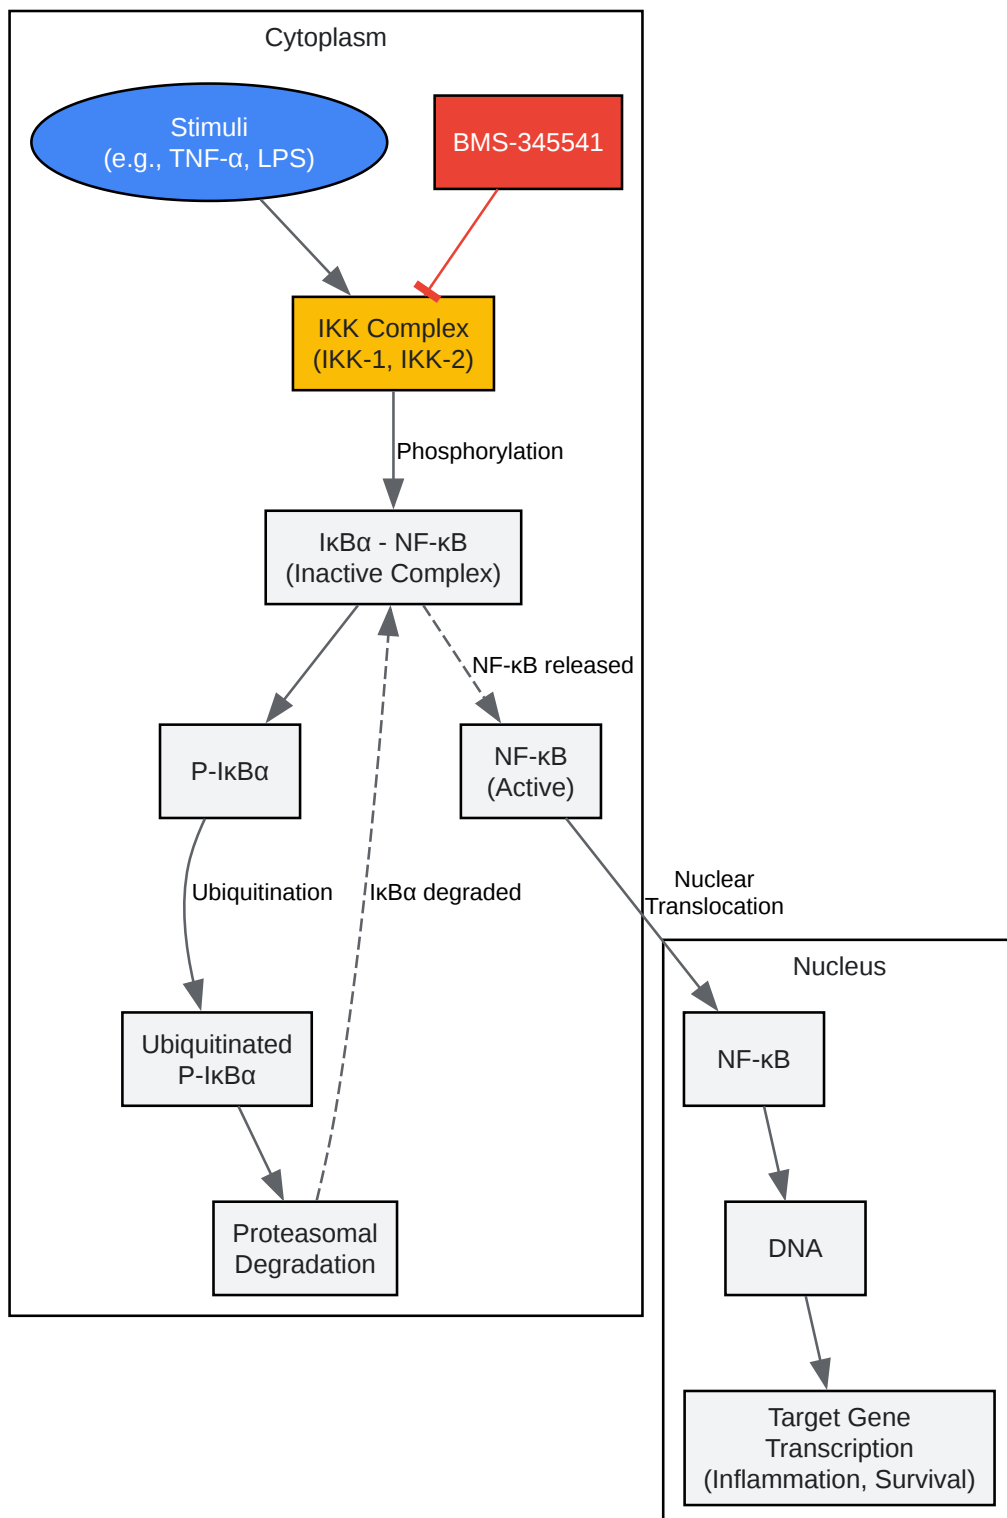 Cytoplasm
Stimuli
(e.g., TNF-α, LPS)
BMS-345541
IKK Complex
(IKK-1, IKK-2)
Phosphorylation
IκBα - NF-κB
(Inactive Complex)
NF-κB released
P-IκBα
NF-κB
(Active)
Ubiquitination
IκBα degraded
Nuclear
Translocation
Nucleus
Ubiquitinated
P-IκBα
NF-κB
Proteasomal
Degradation
DNA
Target Gene
Transcription
(Inflammation, Survival)